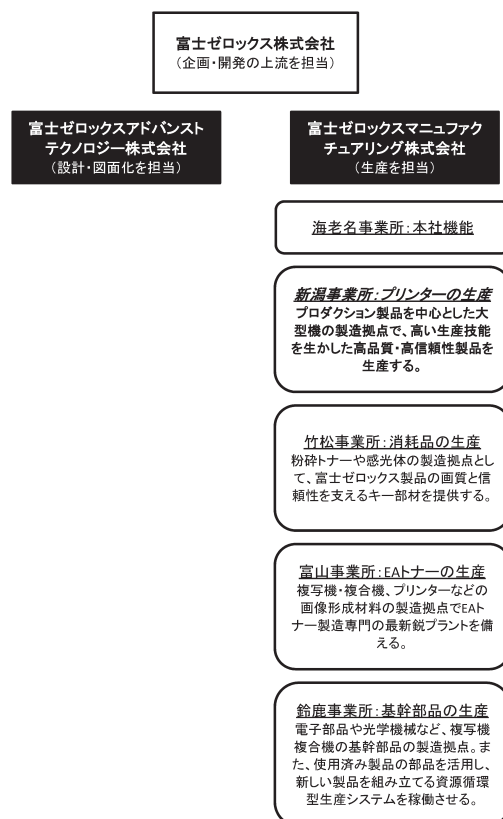 富士ゼロックス株式会社
（企画・開発の上流を担当）
富士ゼロックスアドバンスト
テクノロジー株式会社
（設計・図面化を担当）
富士ゼロックスマニュファク
チュアリング株式会社
（生産を担当）
海老名事業所：本社機能
新潟事業所：プリンターの生産
プロダクション製品を中心とした大
型機の製造拠点で、高い生産技能
を生かした高品質・高信頼性製品を
生産する。
竹松事業所：消耗品の生産
粉砕トナーや感光体の製造拠点とし
て、富士ゼロックス製品の画質と信
頼性を支えるキー部材を提供する。
富山事業所：EAトナーの生産
複写機・複合機、プリンターなどの
画像形成材料の製造拠点でEAト
ナー製造専門の最新鋭プラントを備
える。
鈴鹿事業所：基幹部品の生産
電子部品や光学機械など、複写機
複合機の基幹部品の製造拠点。ま
た、使用済み製品の部品を活用し、
新しい製品を組み立てる資源循環
型生産システムを稼働させる。